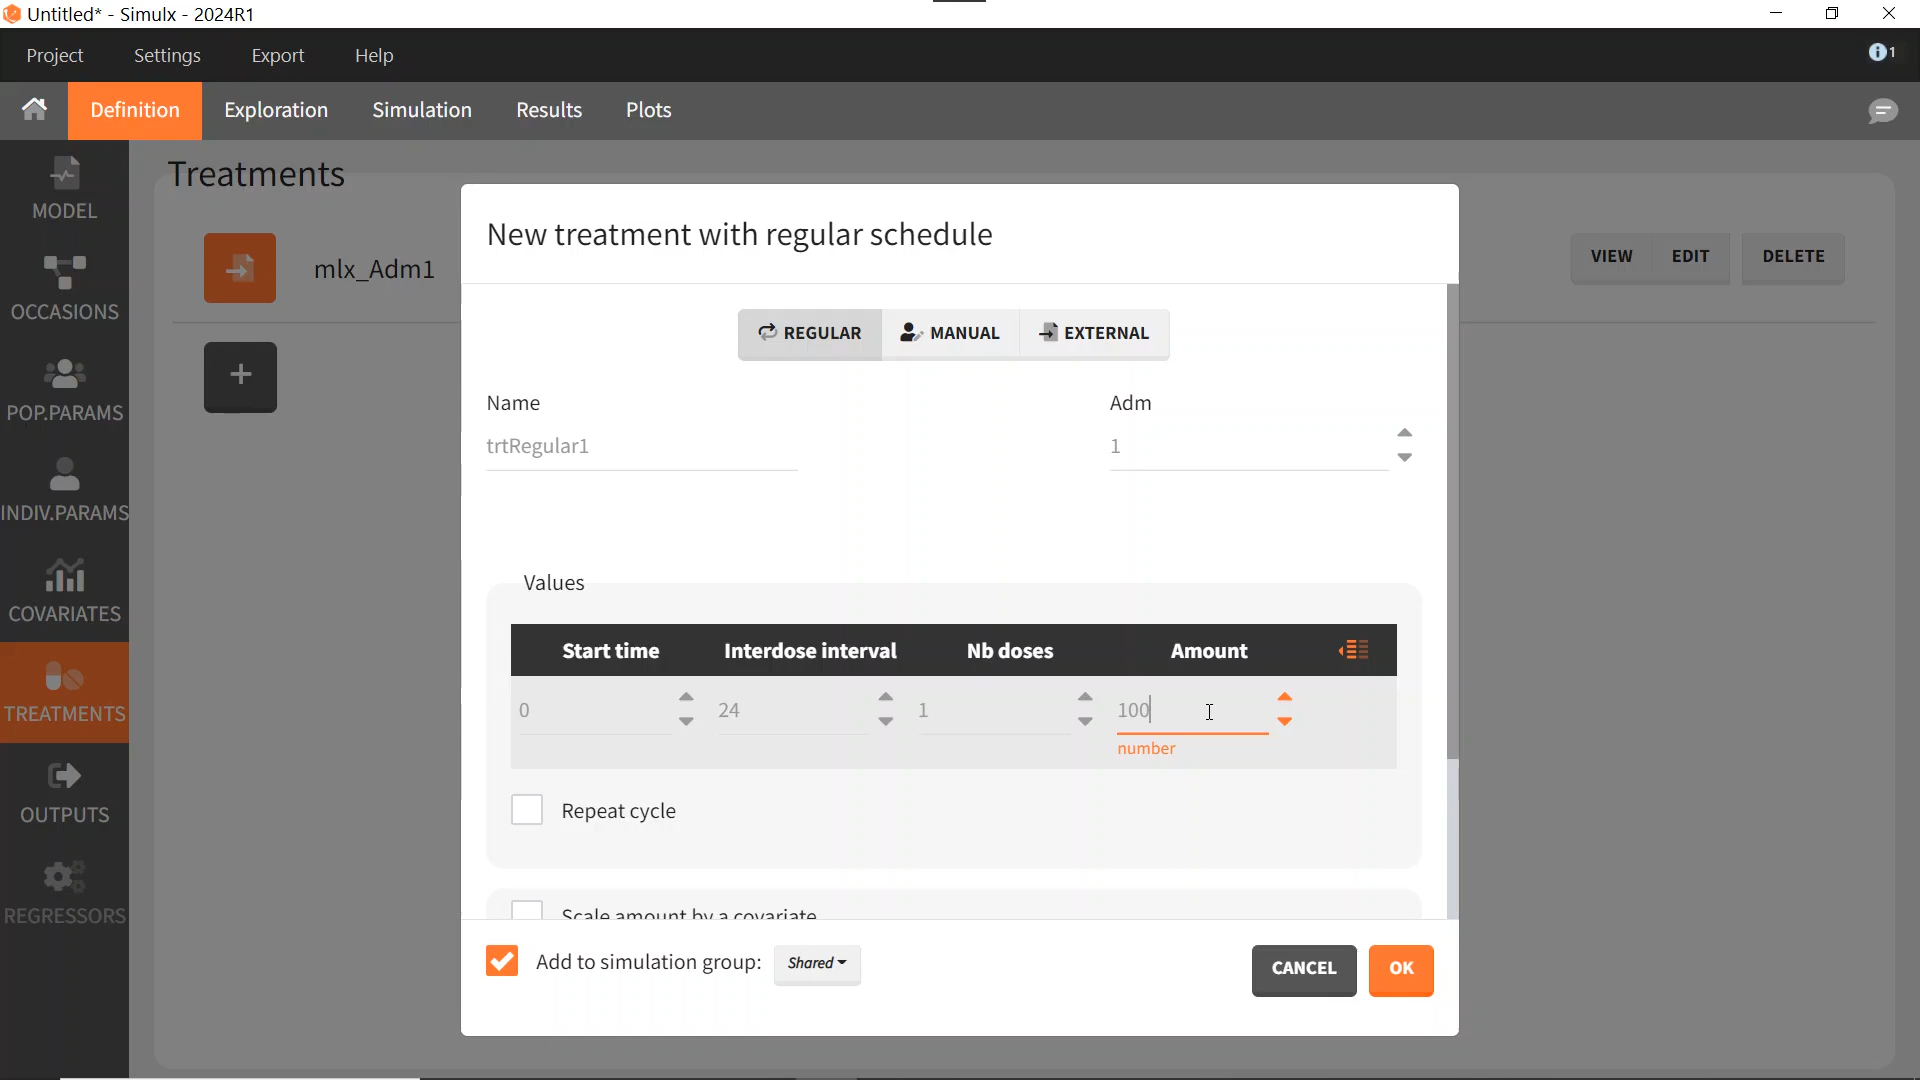 Untitled* - Simulx - 2024R1
Project Settings Export Help
1
Definition Exploration Simulation Results Plots
MODEL
OCCASIONS
POP.PARAMS
INDIV.PARAMS
COVARIATES
TREATMENTS
OUTPUTS
REGRESSORS
Treatments
mlx_Adm1
VIEW EDIT DELETE
+
New treatment with regular schedule
REGULAR MANUAL EXTERNAL
Name Adm
trtRegular1 1
Values
Start time Interdose interval Nb doses Amount
0 24 1 100
number
Repeat cycle
Scale amount by a covariate
Add to simulation group: Shared
CANCEL OK